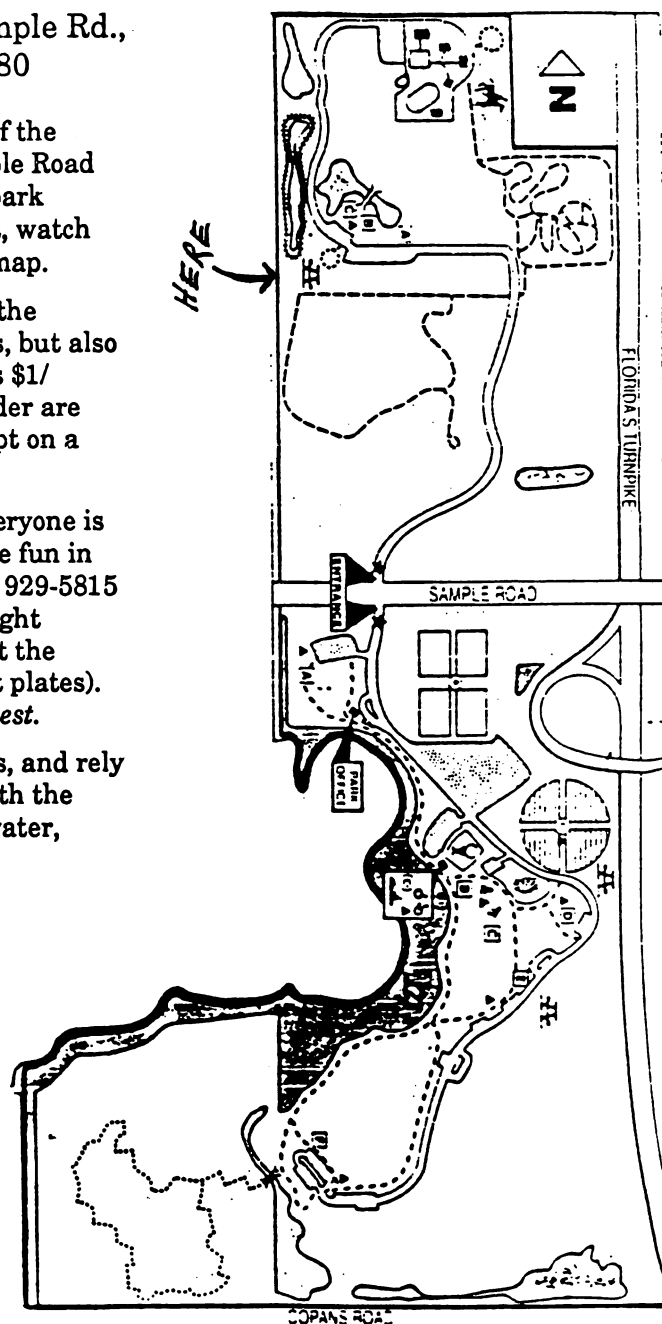 nple Rd.,
80
f the
le Road
park
, watch
map.
the
s, but also
s $1/
der are
pt on a
eryone is
e fun in
929-5815
ght
t the
t plates).
est.
s, and rely
th the
vater,
HERE
N
FLORIDA'S TURNPIKE
ENTRANCE
SAMPLE ROAD
PARK
OFFICE
COPANS ROAD